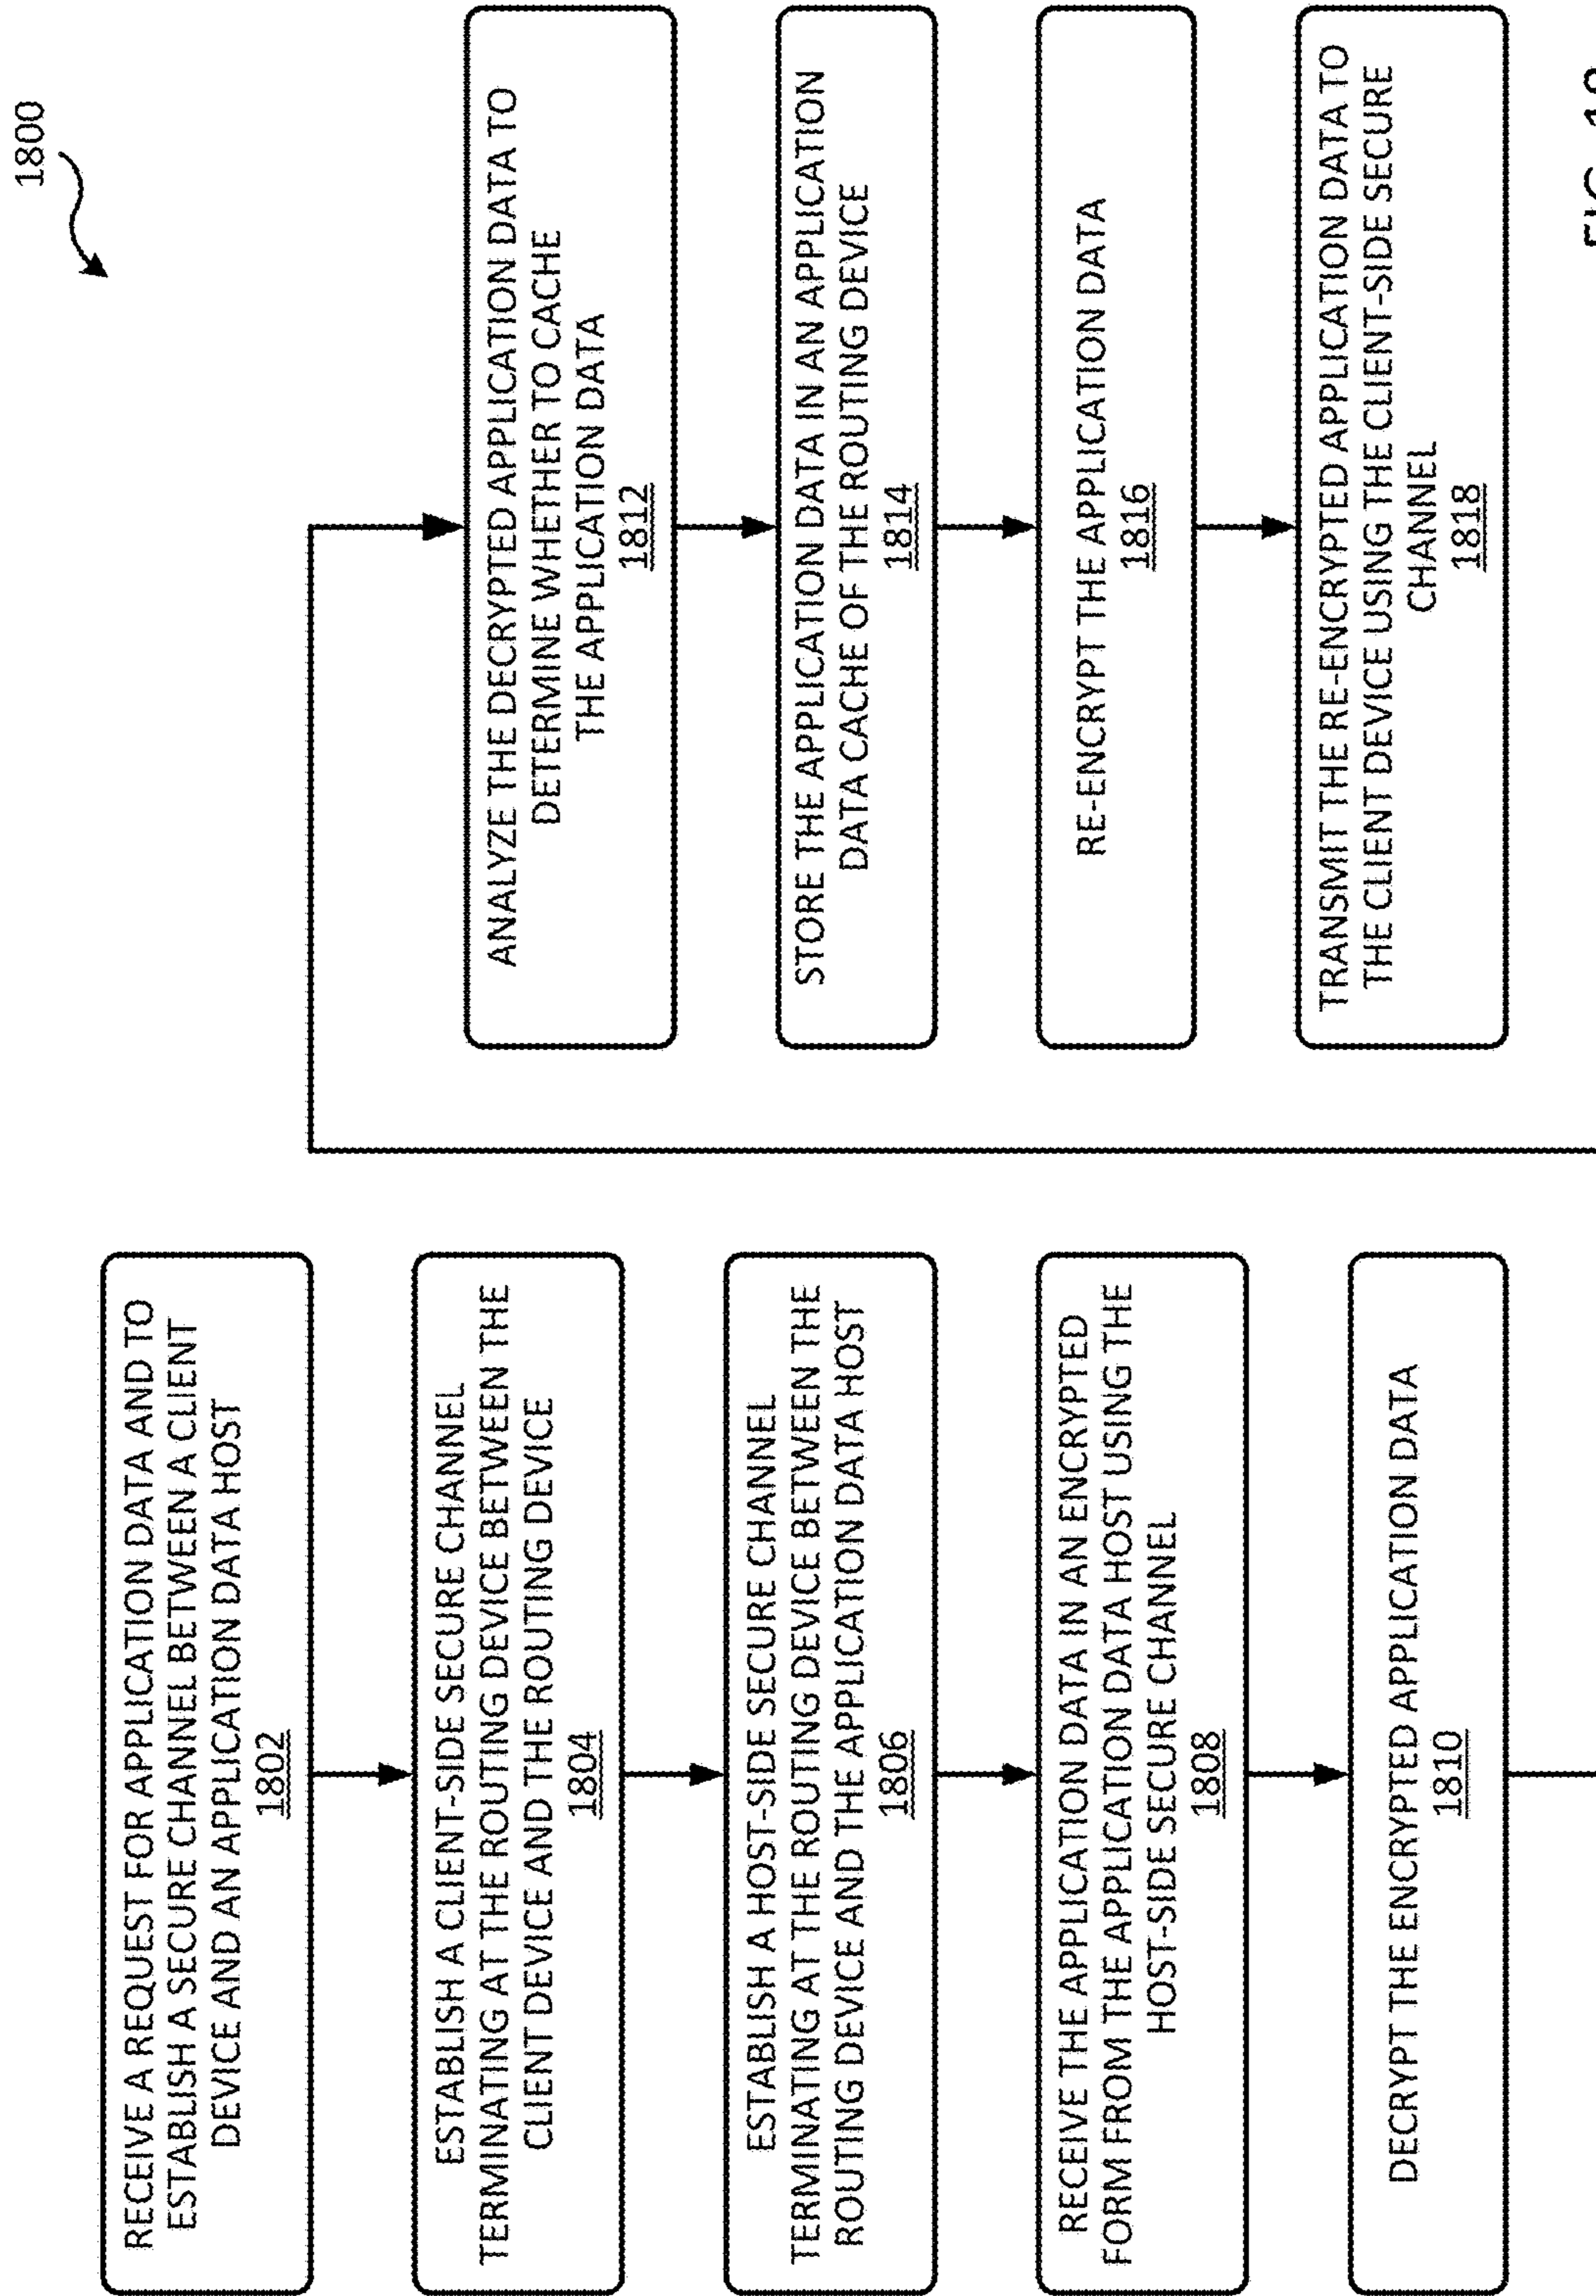 1800
RECEIVE A REQUEST FOR APPLICATION DATA AND TO
ESTABLISH A SECURE CHANNEL BETWEEN A CLIENT
DEVICE AND AN APPLICATION DATA HOST
1802
ESTABLISH A CLIENT-SIDE SECURE CHANNEL
TERMINATING AT THE ROUTING DEVICE BETWEEN THE
CLIENT DEVICE AND THE ROUTING DEVICE
1804
ESTABLISH A HOST-SIDE SECURE CHANNEL
TERMINATING AT THE ROUTING DEVICE BETWEEN THE
ROUTING DEVICE AND THE APPLICATION DATA HOST
1806
RECEIVE THE APPLICATION DATA IN AN ENCRYPTED
FORM FROM THE APPLICATION DATA HOST USING THE
HOST-SIDE SECURE CHANNEL
1808
DECRYPT THE ENCRYPTED APPLICATION DATA
1810
ANALYZE THE DECRYPTED APPLICATION DATA TO
DETERMINE WHETHER TO CACHE
THE APPLICATION DATA
1812
STORE THE APPLICATION DATA IN AN APPLICATION
DATA CACHE OF THE ROUTING DEVICE
1814
RE-ENCRYPT THE APPLICATION DATA
1816
TRANSMIT THE RE-ENCRYPTED APPLICATION DATA TO
THE CLIENT DEVICE USING THE CLIENT-SIDE SECURE
CHANNEL
1818